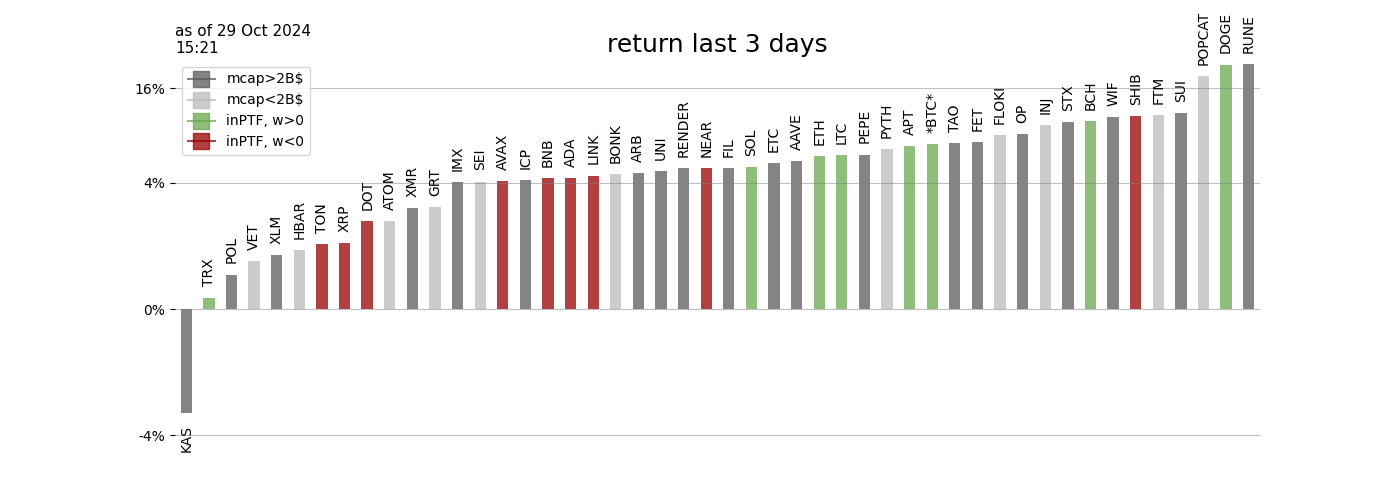 as of 29 Oct 2024
15:21
return last 3 days
mcap>2B$
mcap<2B$
inPTF, w>0
inPTF, w<0
16%
4%
0%
-4%
KAS
TRX
POL
VET
XLM
HBAR
TON
XRP
DOT
ATOM
XMR
GRT
IMX
SEI
AVAX
ICP
BNB
ADA
LINK
BONK
ARB
UNI
RENDER
NEAR
FIL
SOL
ETC
AAVE
ETH
LTC
PEPE
PYTH
APT
*BTC*
TAO
FET
FLOKI
OP
INJ
STX
BCH
WIF
SHIB
FTM
SUI
POPCAT
DOGE
RUNE